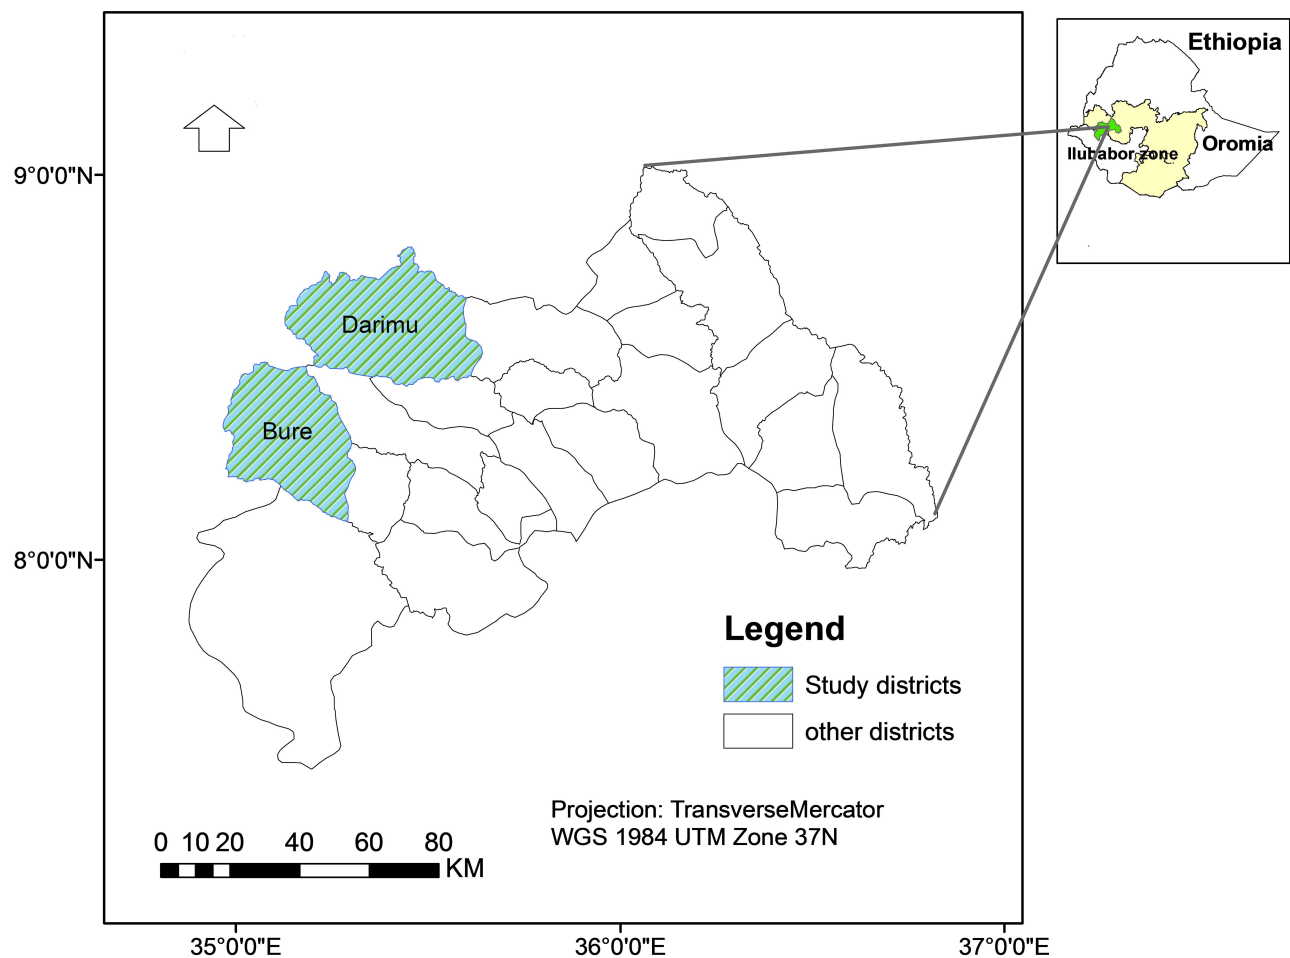 Ethiopia
Oromia
Ilubabor zone
9°0'0"N
Darimu
Bure
8°0'0"N
Legend
Study districts
other districts
Projection: TransverseMercator
WGS 1984 UTM Zone 37N
0 10 20 40 60 80
KM
35°0'0"E 36°0'0"E 37°0'0"E